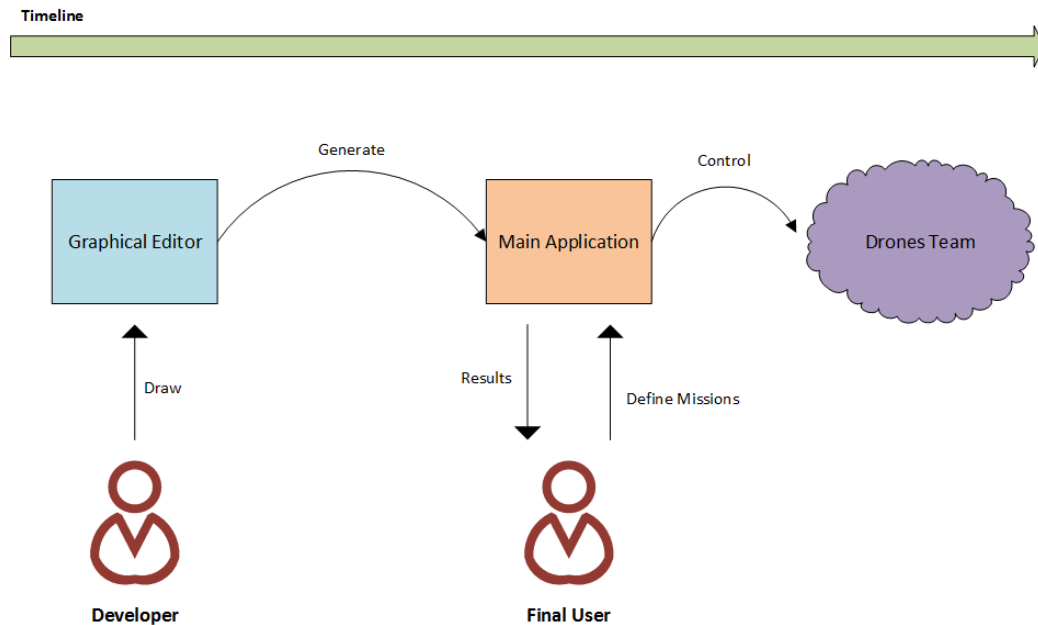 Timeline
Generate
Control
Graphical Editor
Main Application
Drones Team
Draw
Results
Define Missions
Developer
Final User